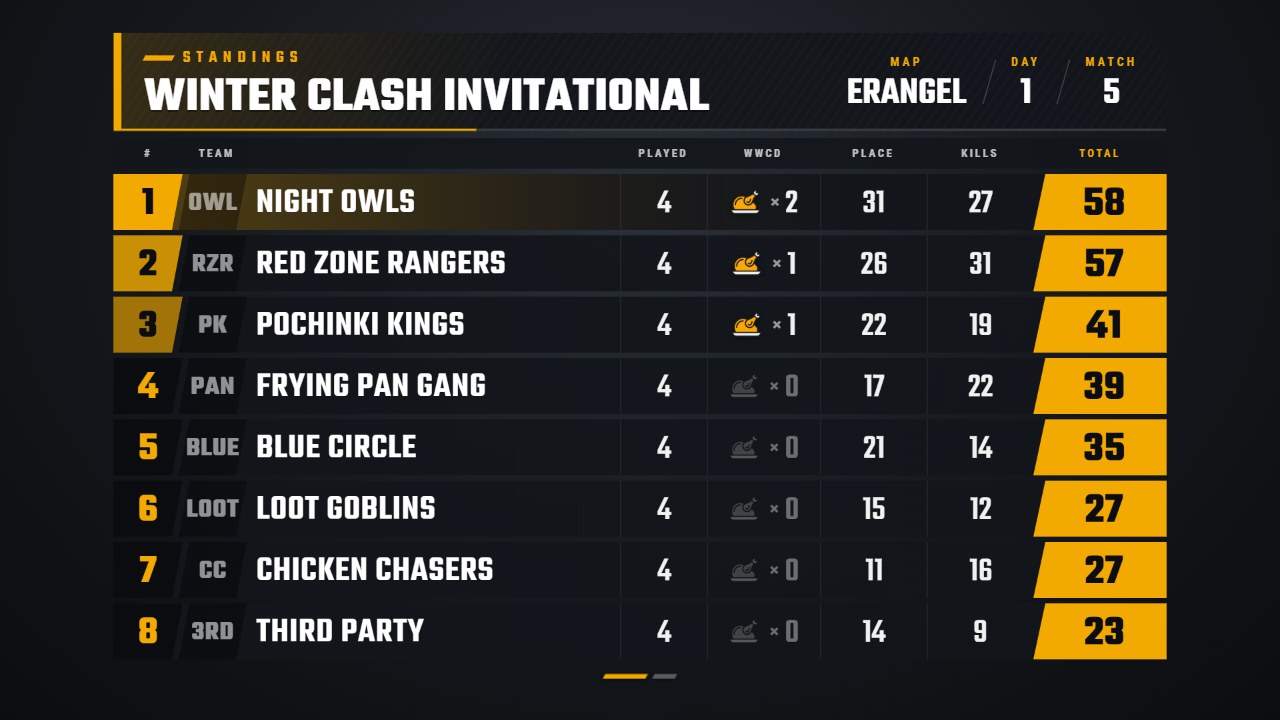 STANDINGS
WINTER CLASH INVITATIONAL
MAP DAY MATCH
ERANGEL 1 5
# TEAM PLAYED WWCD PLACE KILLS TOTAL
1 OWL NIGHT OWLS 4 × 2 31 27 58
2 RZR RED ZONE RANGERS 4 × 1 26 31 57
3 PK POCHINKI KINGS 4 × 1 22 19 41
4 PAN FRYING PAN GANG 4 × 0 17 22 39
5 BLUE BLUE CIRCLE 4 × 0 21 14 35
6 LOOT LOOT GOBLINS 4 × 0 15 12 27
7 CC CHICKEN CHASERS 4 × 0 11 16 27
8 3RD THIRD PARTY 4 × 0 14 9 23